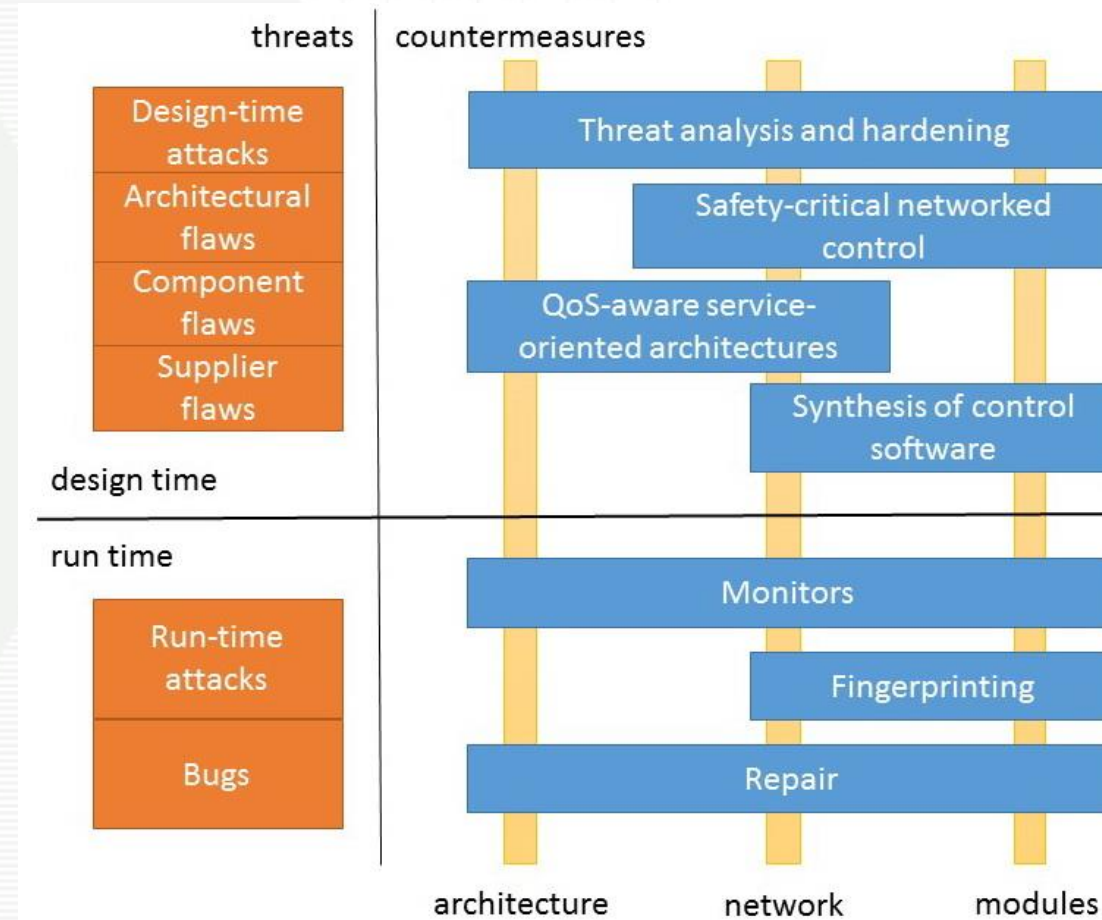 threats
countermeasures
Design-time
attacks
Architectural
flaws
Component
flaws
Supplier
flaws
design time
Threat analysis and hardening
Safety-critical networked
control
QoS-aware service-
oriented architectures
Synthesis of control
software
run time
Run-time
attacks
Bugs
Monitors
Fingerprinting
Repair
architecture
network
modules